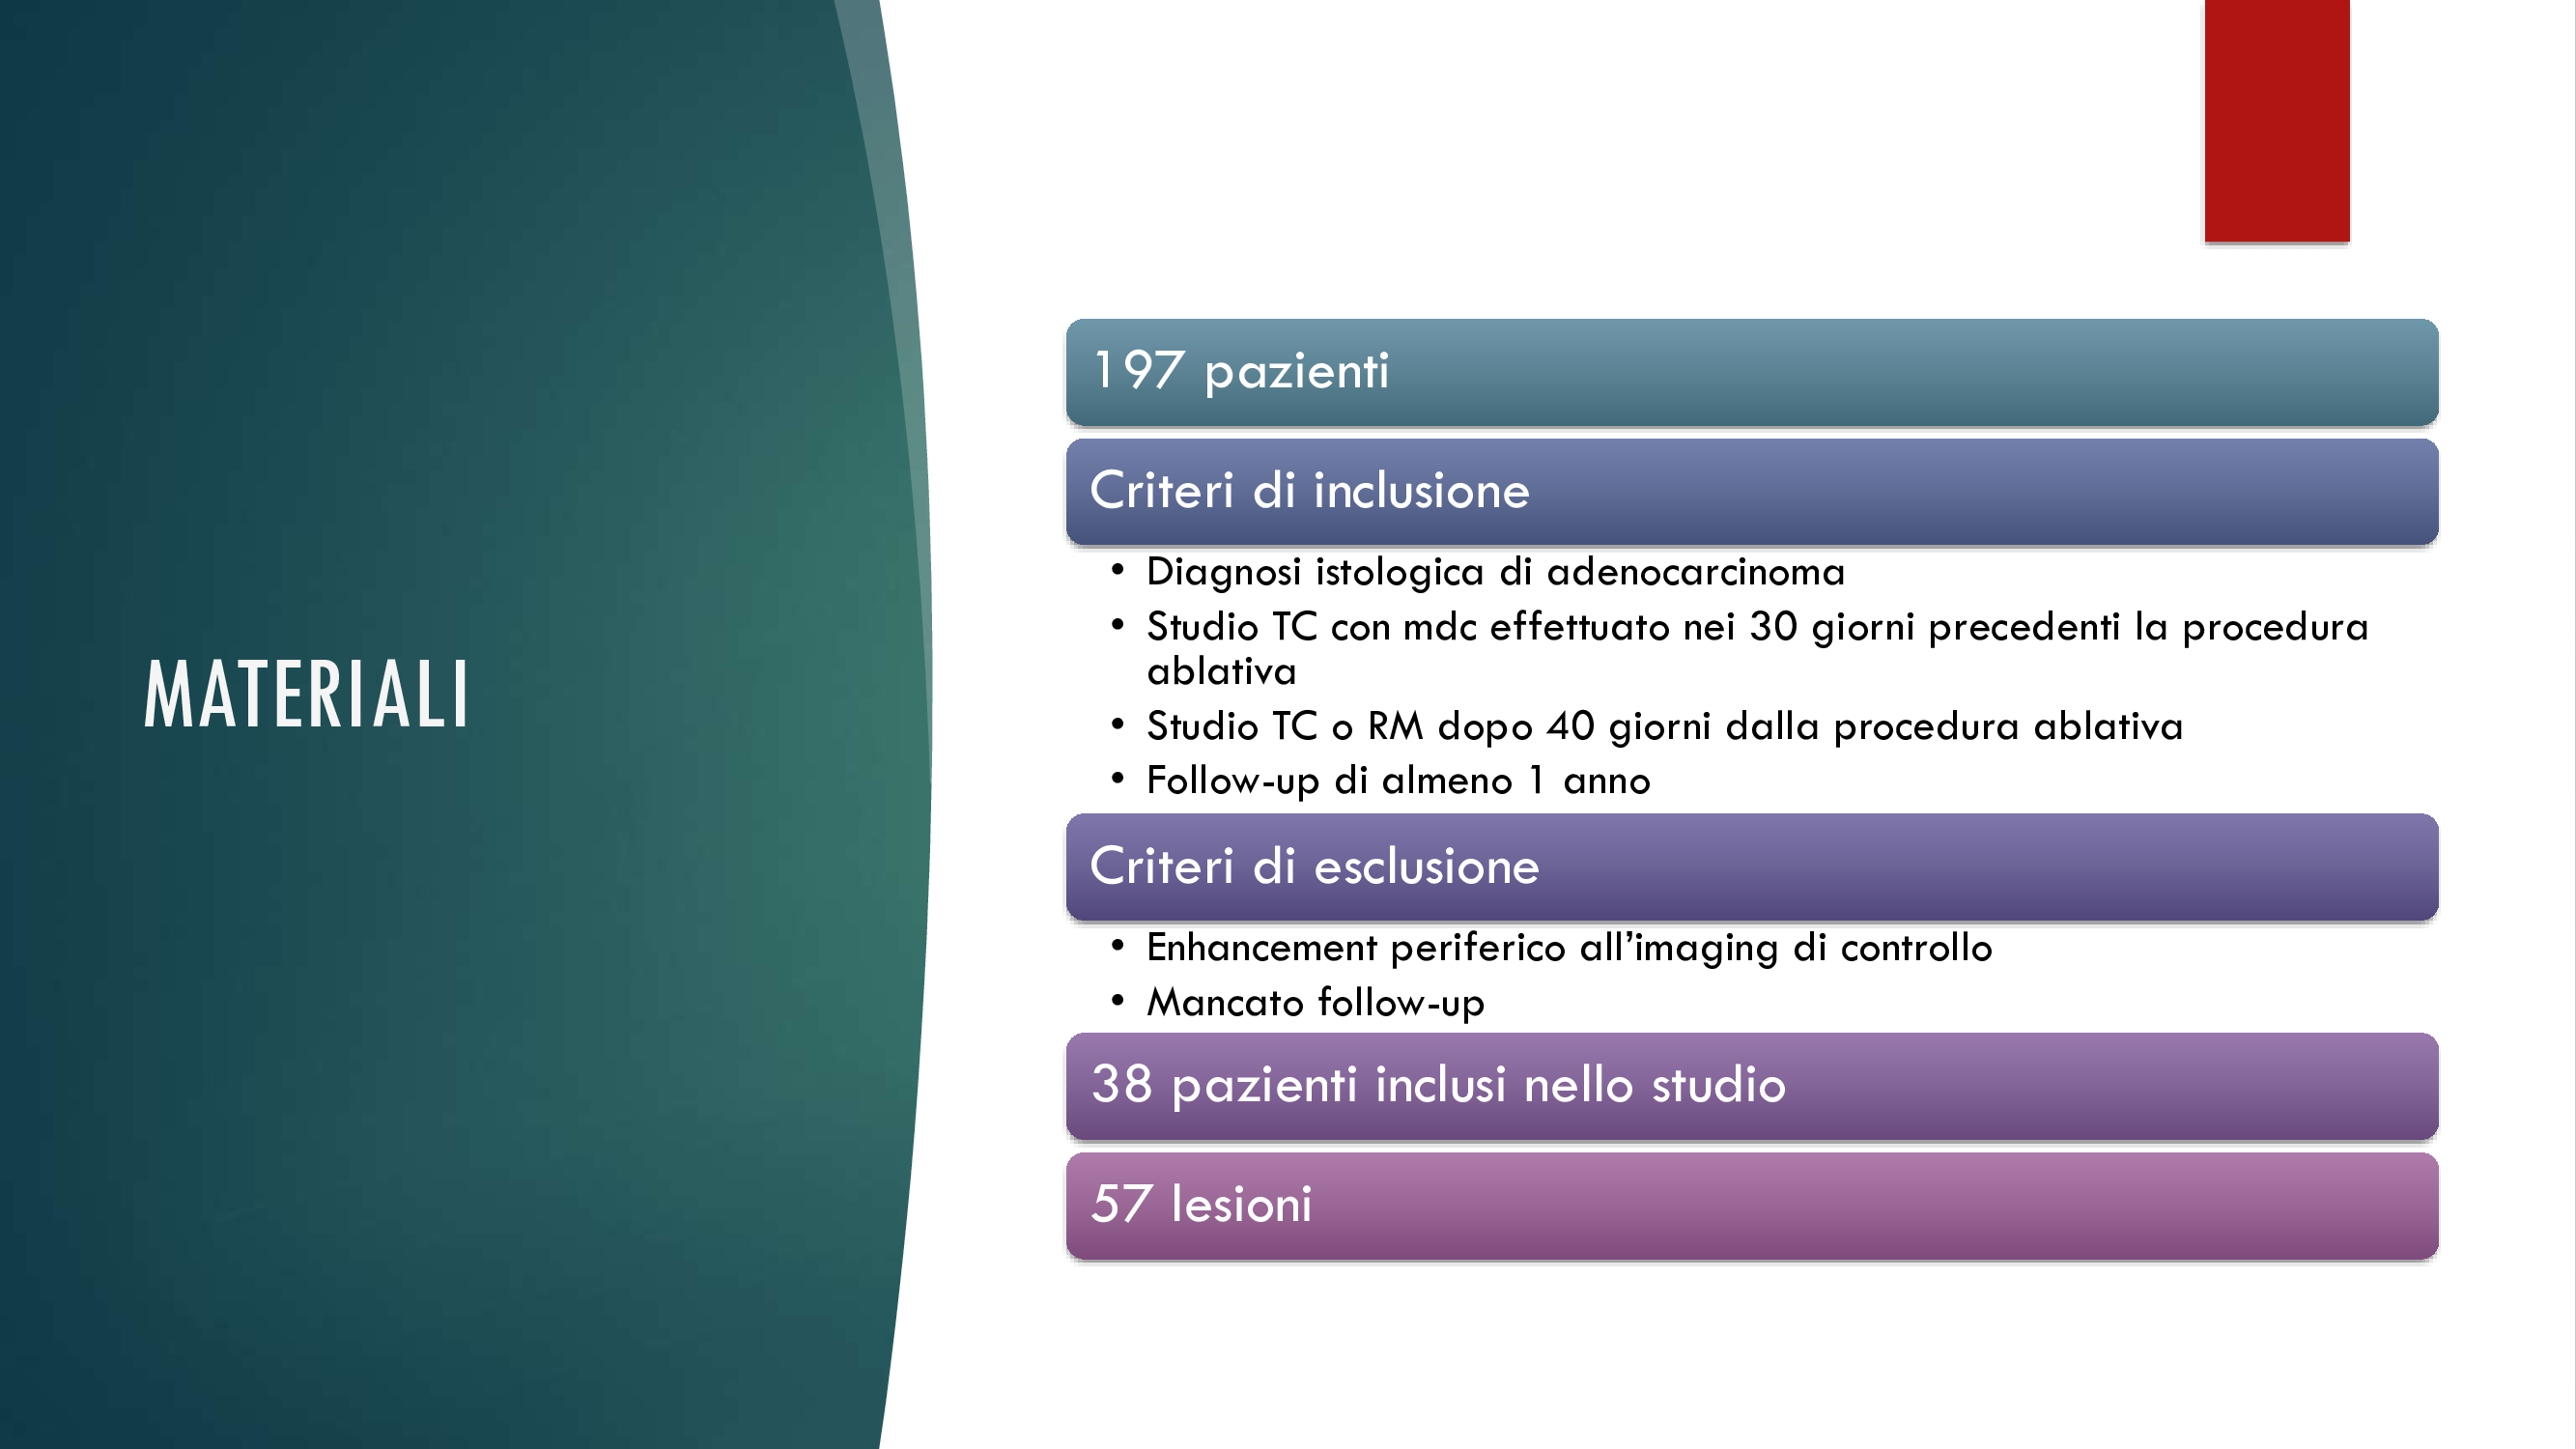 MATERIALI
197 pazienti
Criteri di inclusione
• Diagnosi istologica di adenocarcinoma
• Studio TC con mdc effettuato nei 30 giorni precedenti la procedura
ablativa
• Studio TC o RM dopo 40 giorni dalla procedura ablativa
• Follow-up di almeno 1 anno
Criteri di esclusione
• Enhancement periferico all’imaging di controllo
• Mancato follow-up
38 pazienti inclusi nello studio
57 lesioni